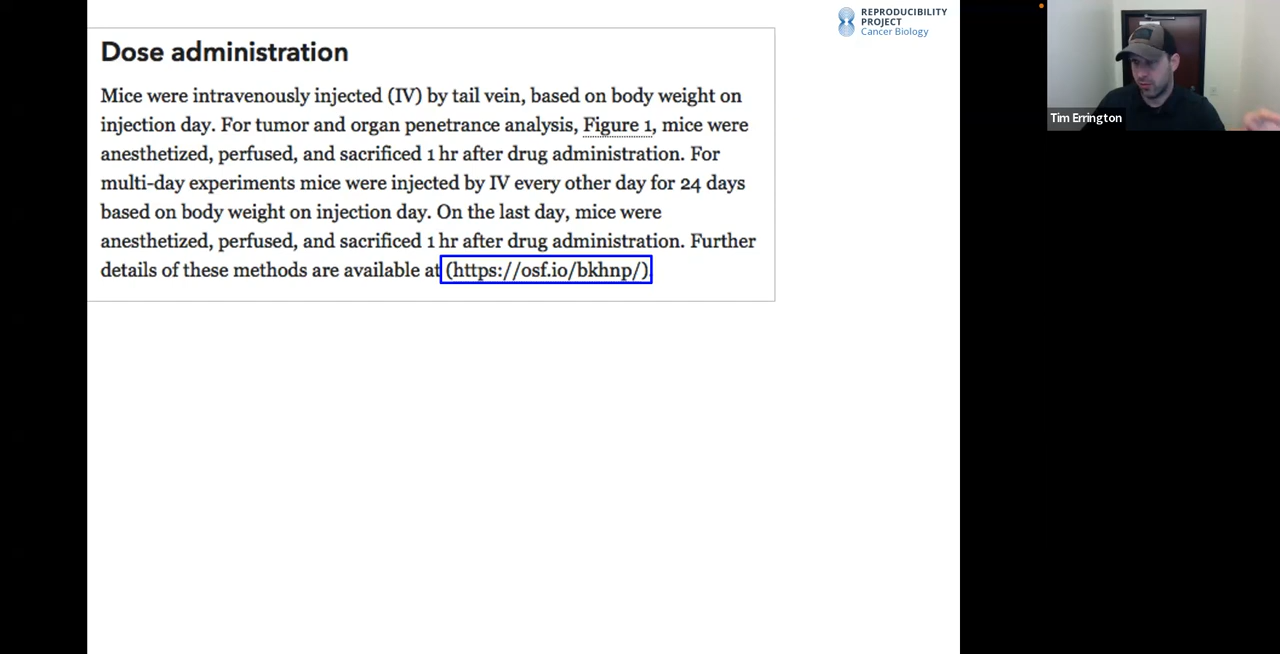 REPRODUCIBILITY
PROJECT
Cancer Biology
Dose administration
Mice were intravenously injected (IV) by tail vein, based on body weight on
injection day. For tumor and organ penetrance analysis, Figure 1, mice were
anesthetized, perfused, and sacrificed 1 hr after drug administration. For
multi-day experiments mice were injected by IV every other day for 24 days
based on body weight on injection day. On the last day, mice were
anesthetized, perfused, and sacrificed 1 hr after drug administration. Further
details of these methods are available at (https://osf.io/bkhnp/).
Tim Errington